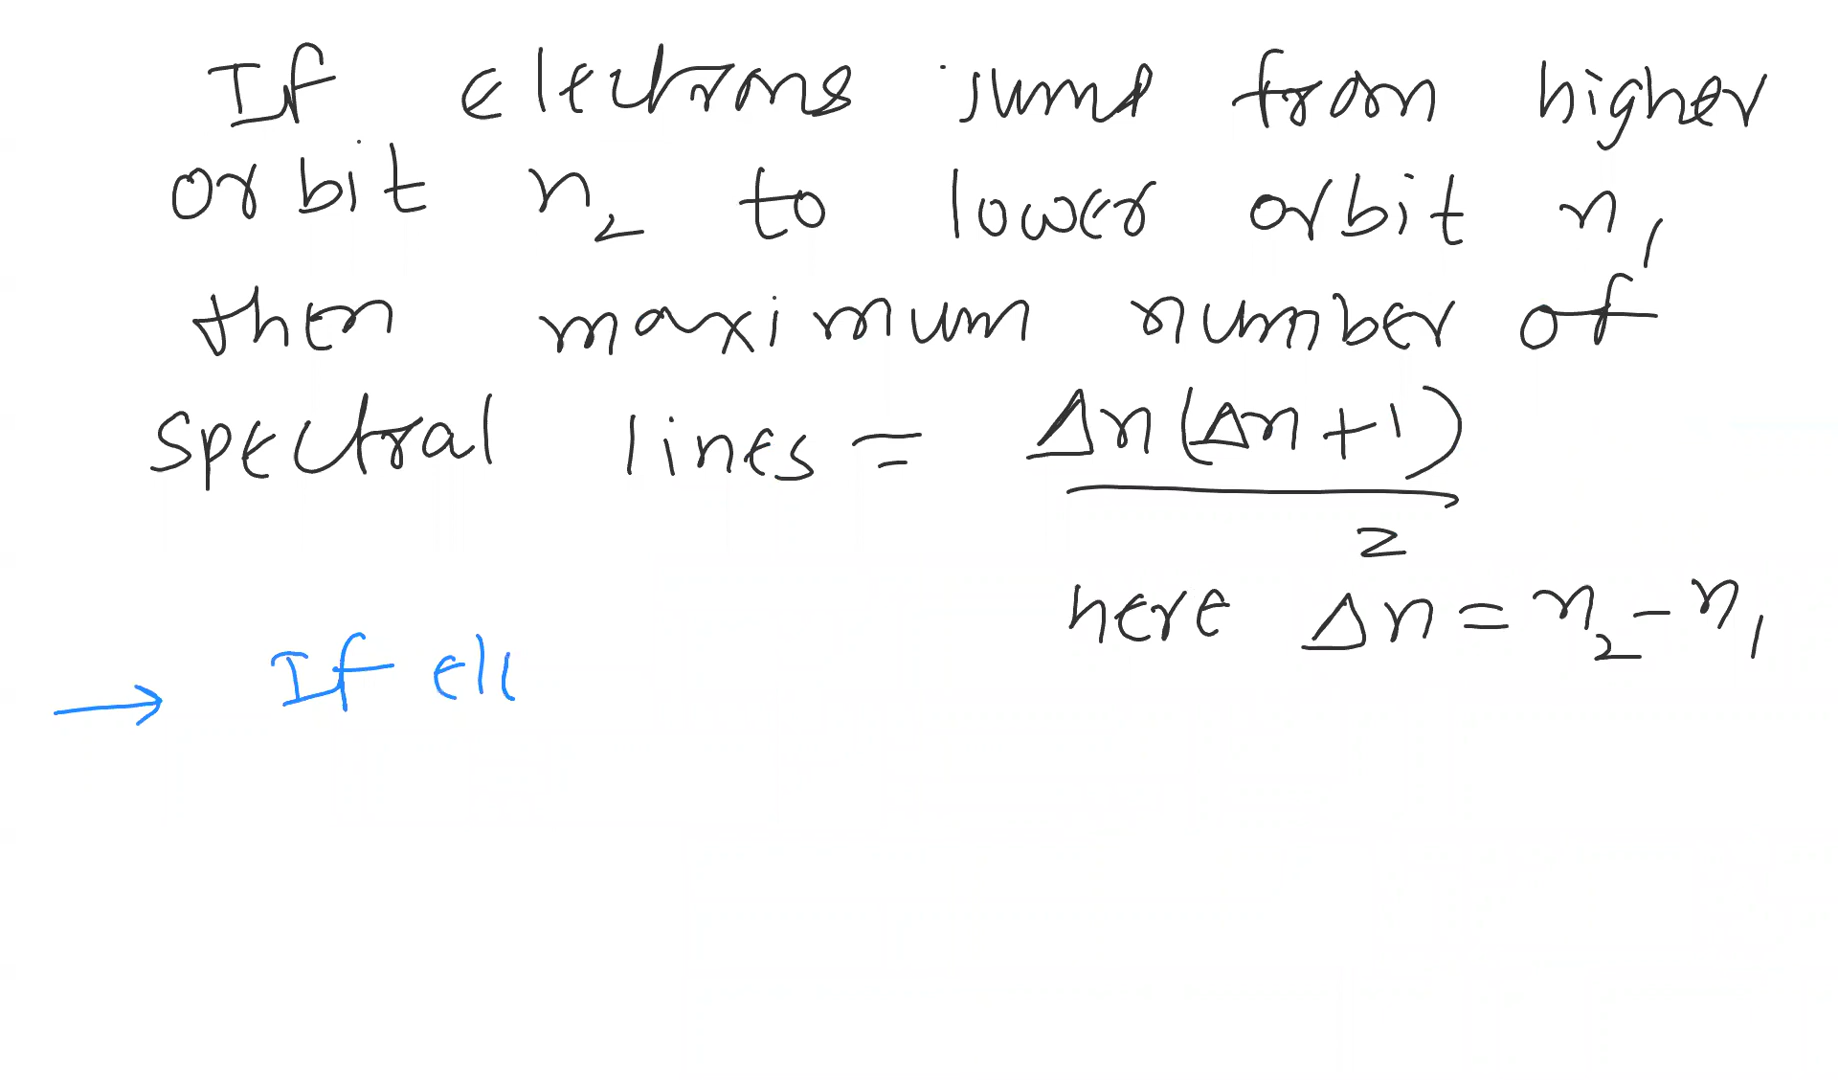 If electrons jump from higher
orbit n₂ to lower orbit n₁
then maximum number of
spectral lines = Δn(Δn+1)/2
here Δn = n₂ - n₁
→ If ele